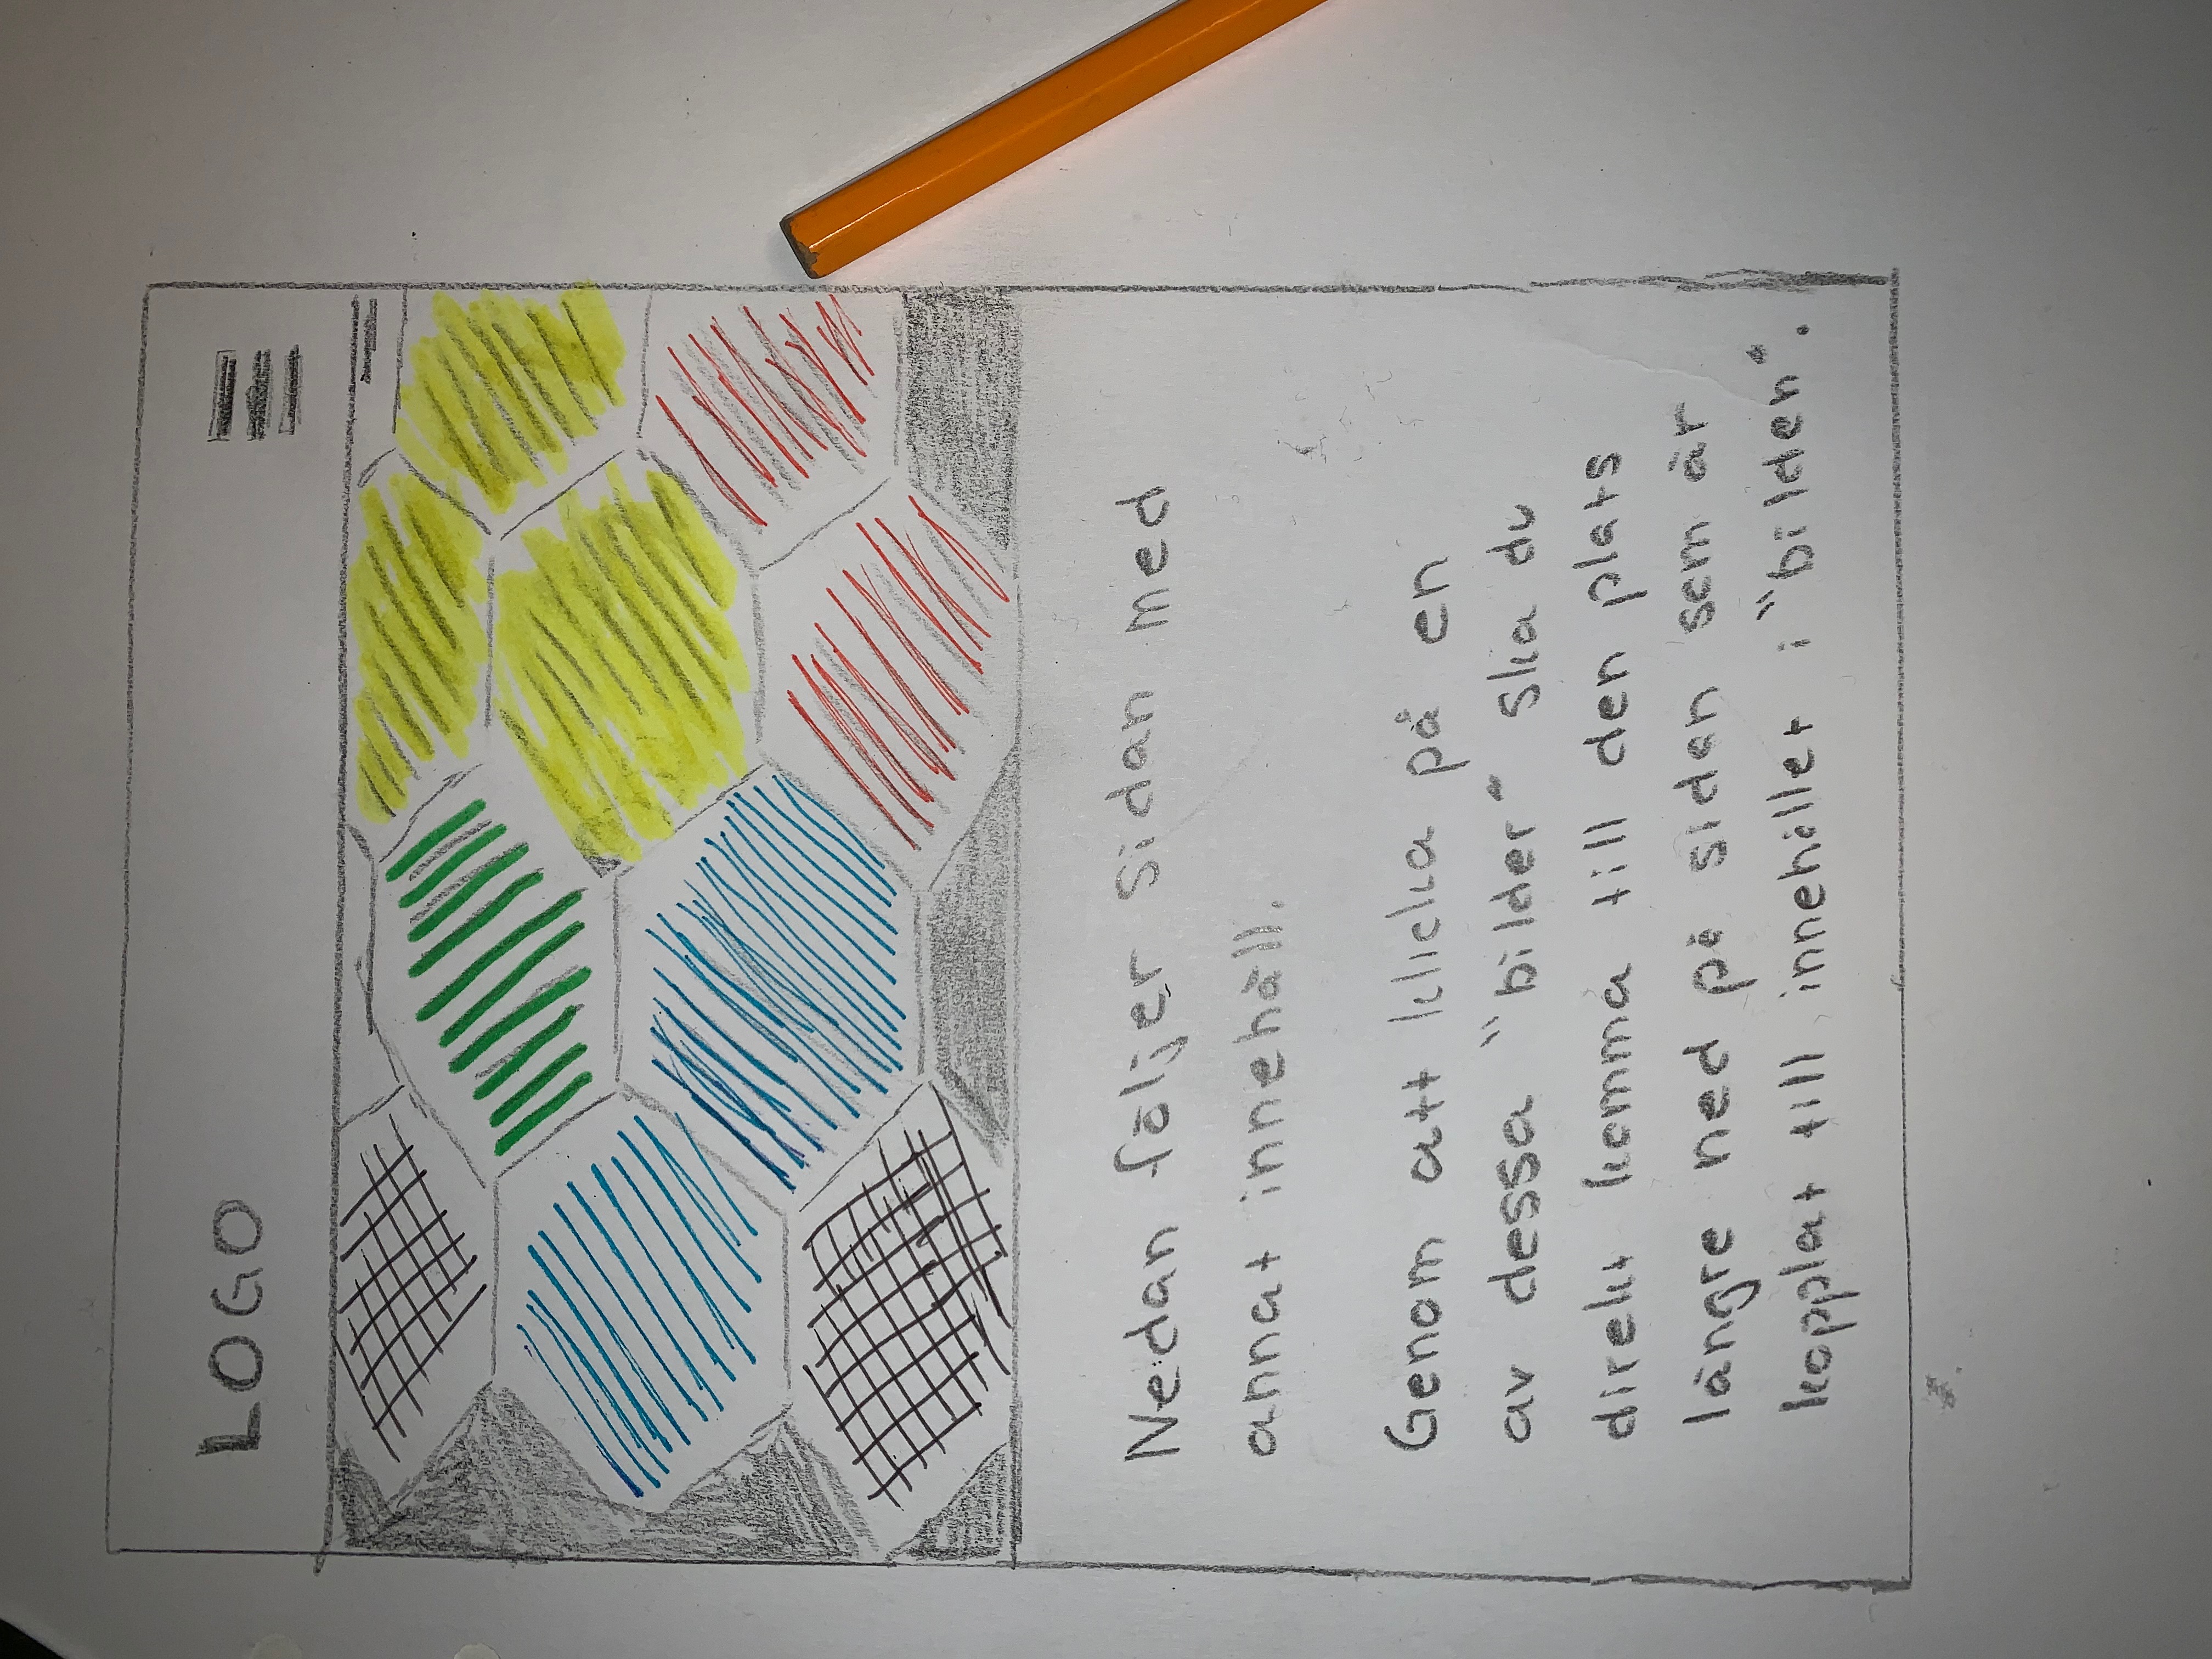 LOGO
Nedan följer sidan med
annat innehåll.
Genom att klicka på en
av dessa "bilder" ska du
direkt komma till den plats
längre ned på sidan som är
kopplat till innehållet i "bilden".